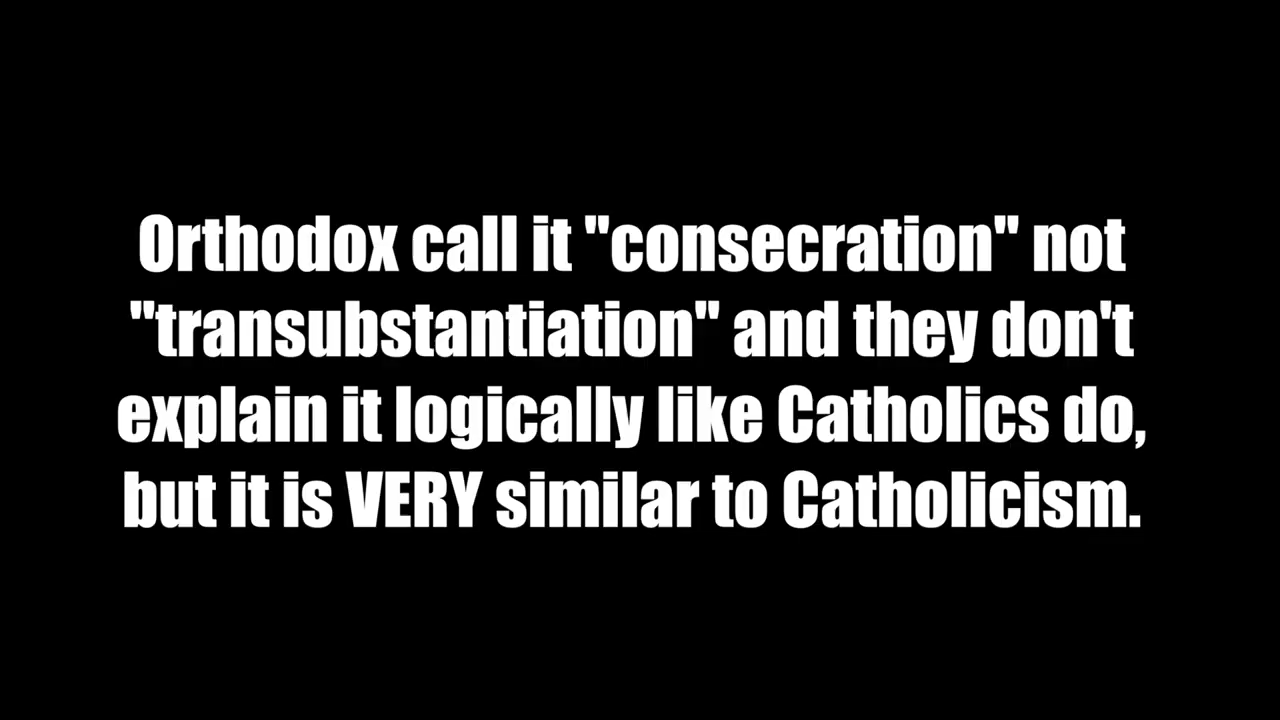 Orthodox call it "consecration" not
"transubstantiation" and they don't
explain it logically like Catholics do,
but it is VERY similar to Catholicism.